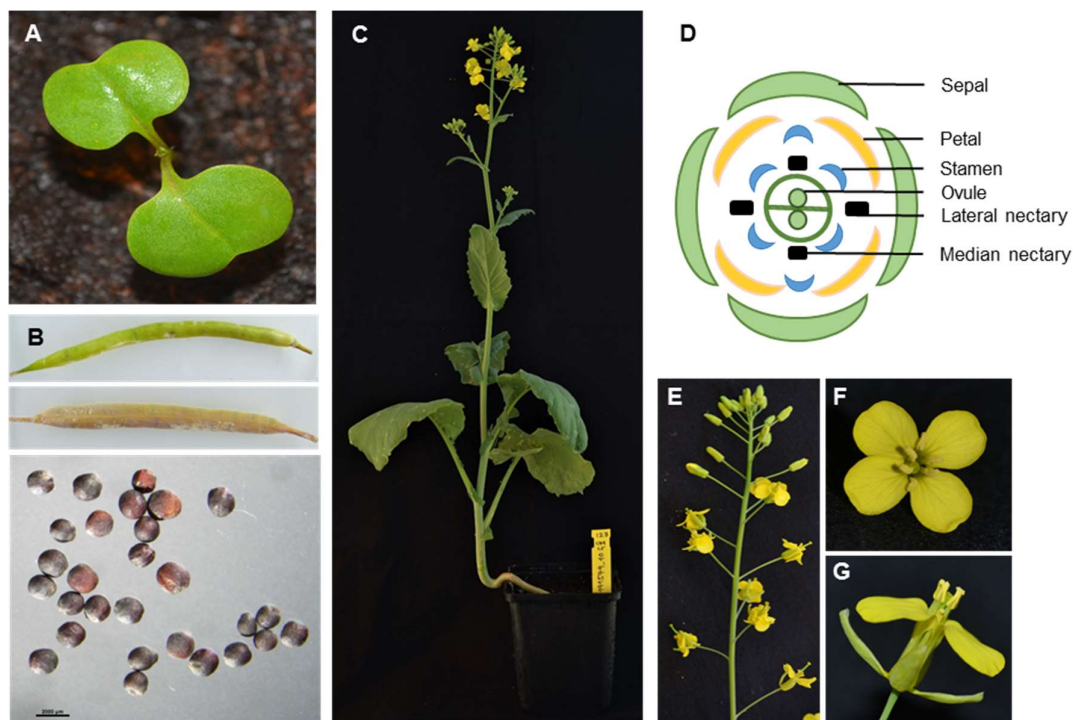 A
B
2000 µm
C
D
Sepal
Petal
Stamen
Ovule
Lateral nectary
Median nectary
E
F
G